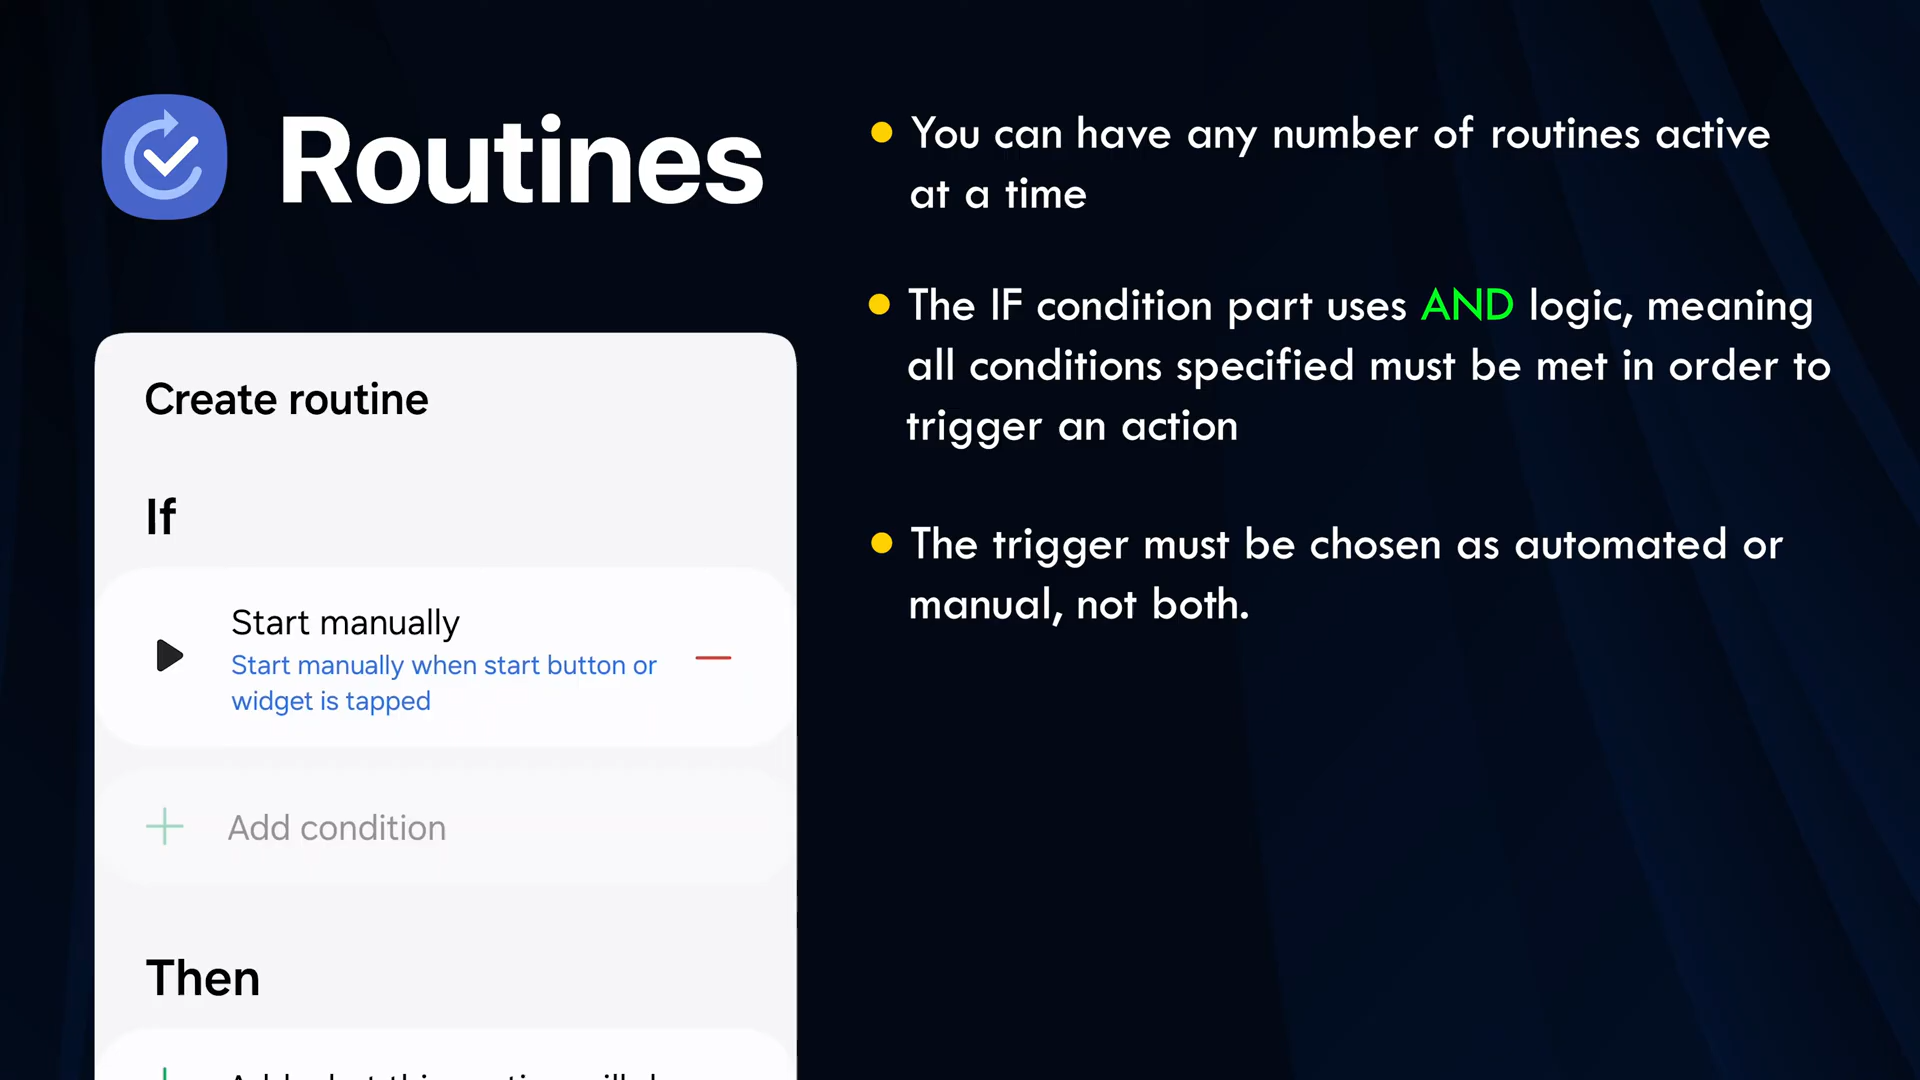 Routines
Create routine
If
Start manually
Start manually when start button or
widget is tapped
Add condition
Then
You can have any number of routines active
at a time
The IF condition part uses AND logic, meaning
all conditions specified must be met in order to
trigger an action
The trigger must be chosen as automated or
manual, not both.